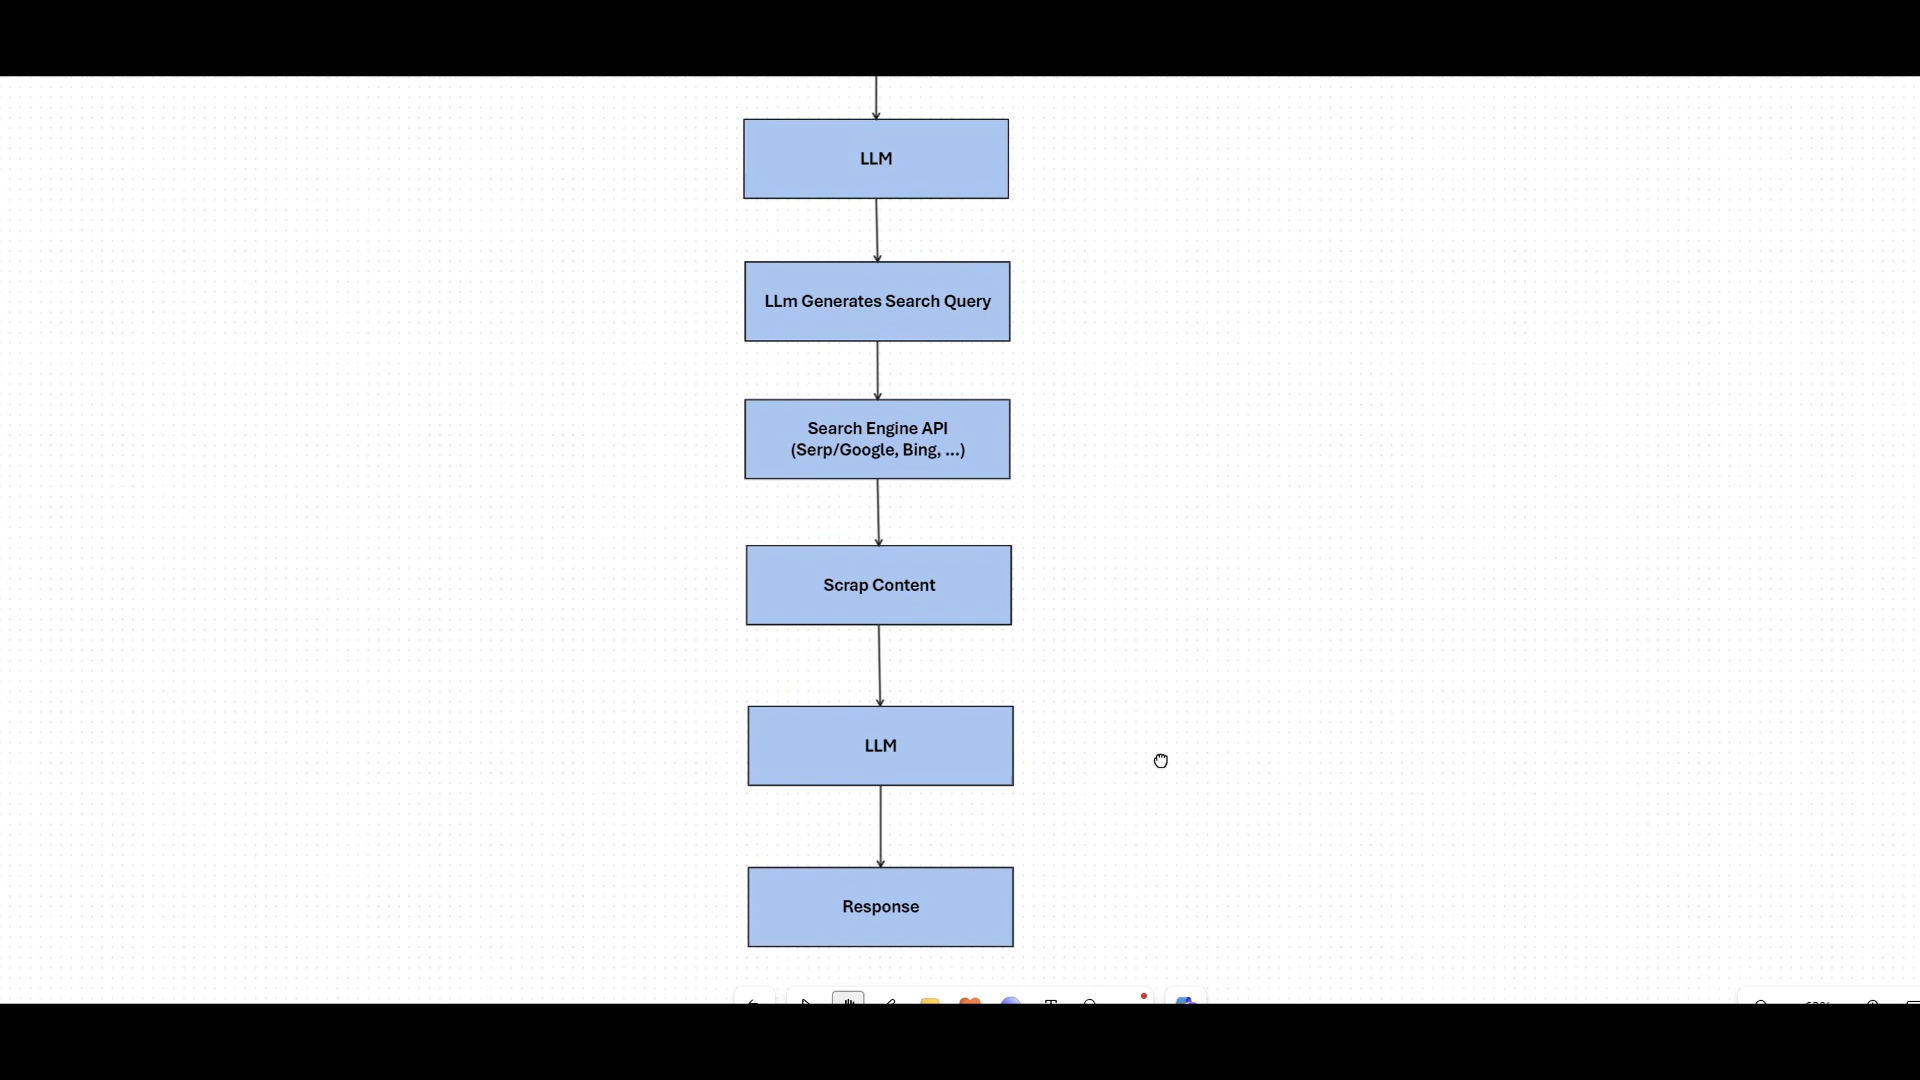 LLM
LLm Generates Search Query
Search Engine API
(Serp/Google, Bing, ...)
Scrap Content
LLM
Response